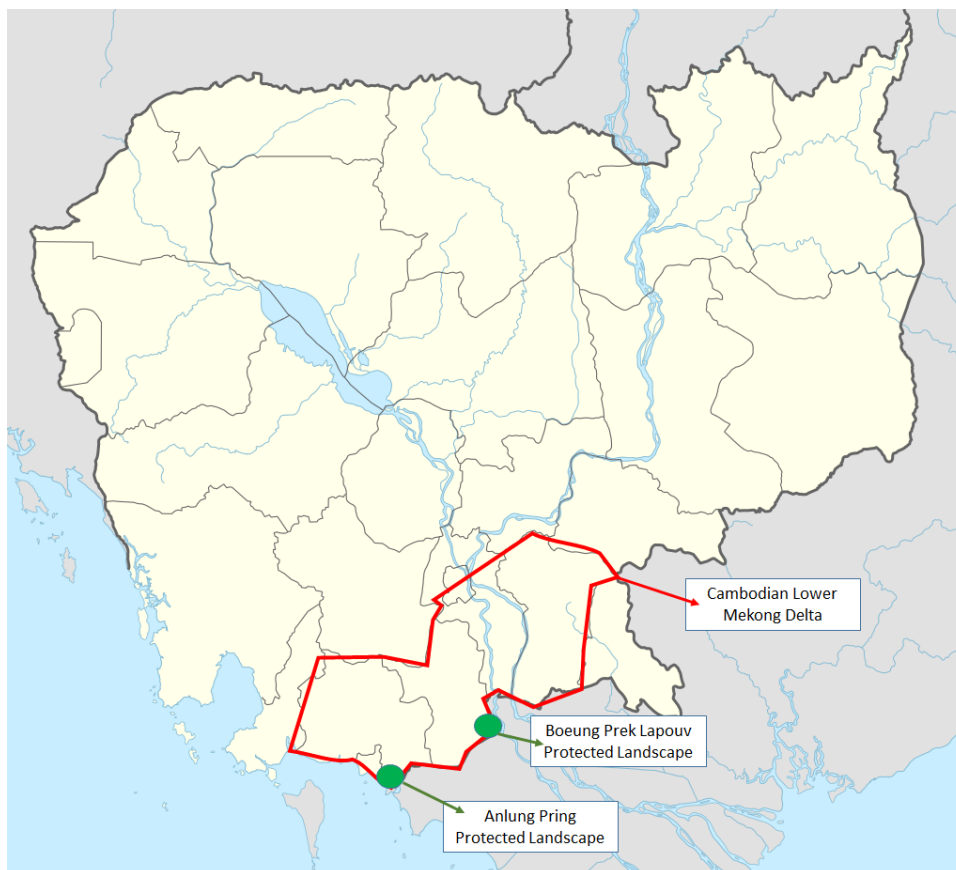 Cambodian Lower
Mekong Delta
Boeung Prek Lapouv
Protected Landscape
Anlung Pring
Protected Landscape